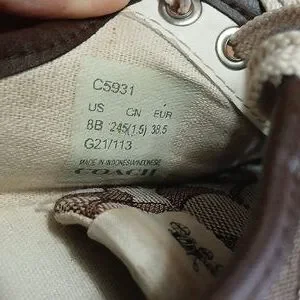 C5931
US CN EUR
8B 245(1.5) 38.5
G21/113
MADE IN INDONESIA/INDONESIE
COACH